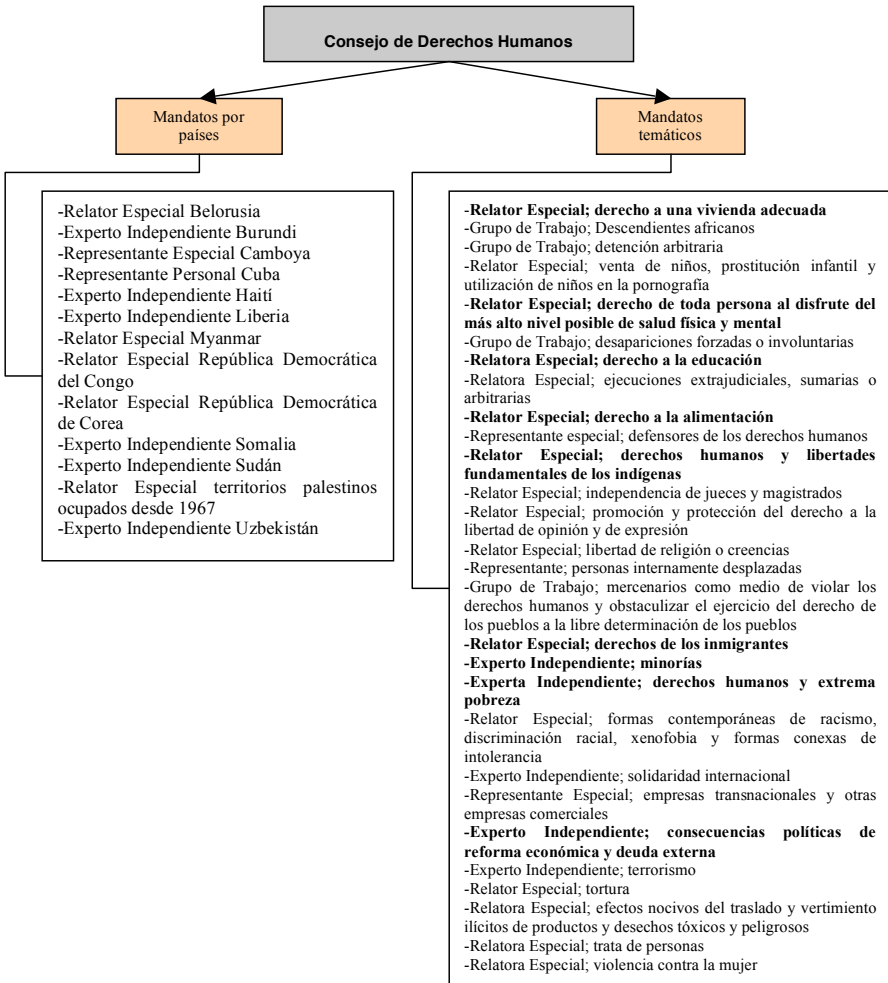 Consejo de Derechos Humanos
Mandatos por
países
Mandatos
temáticos
-Relator Especial Belorusia
-Experto Independiente Burundi
-Representante Especial Camboya
-Representante Personal Cuba
-Experto Independiente Haití
-Experto Independiente Liberia
-Relator Especial Myanmar
-Relator Especial República Democrática
del Congo
-Relator Especial República Democrática
de Corea
-Experto Independiente Somalia
-Experto Independiente Sudán
-Relator Especial territorios palestinos
ocupados desde 1967
-Experto Independiente Uzbekistán
-Relator Especial; derecho a una vivienda adecuada
-Grupo de Trabajo; Descendientes africanos
-Grupo de Trabajo; detención arbitraria
-Relator Especial; venta de niños, prostitución infantil y
utilización de niños en la pornografía
-Relator Especial; derecho de toda persona al disfrute del
más alto nivel posible de salud física y mental
-Grupo de Trabajo; desapariciones forzadas o involuntarias
-Relatora Especial; derecho a la educación
-Relatora Especial; ejecuciones extrajudiciales, sumarias o
arbitrarias
-Relator Especial; derecho a la alimentación
-Representante especial; defensores de los derechos humanos
-Relator Especial; derechos humanos y libertades
fundamentales de los indígenas
-Relator Especial; independencia de jueces y magistrados
-Relator Especial; promoción y protección del derecho a la
libertad de opinión y de expresión
-Relator Especial; libertad de religión o creencias
-Representante; personas internamente desplazadas
-Grupo de Trabajo; mercenarios como medio de violar los
derechos humanos y obstaculizar el ejercicio del derecho de
los pueblos a la libre determinación de los pueblos
-Relator Especial; derechos de los inmigrantes
-Experto Independiente; minorías
-Experta Independiente; derechos humanos y extrema
pobreza
-Relator Especial; formas contemporáneas de racismo,
discriminación racial, xenofobia y formas conexas de
intolerancia
-Experto Independiente; solidaridad internacional
-Representante Especial; empresas transnacionales y otras
empresas comerciales
-Experto Independiente; consecuencias políticas de
reforma económica y deuda externa
-Experto Independiente; terrorismo
-Relator Especial; tortura
-Relatora Especial; efectos nocivos del traslado y vertimiento
ilícitos de productos y desechos tóxicos y peligrosos
-Relatora Especial; trata de personas
-Relatora Especial; violencia contra la mujer